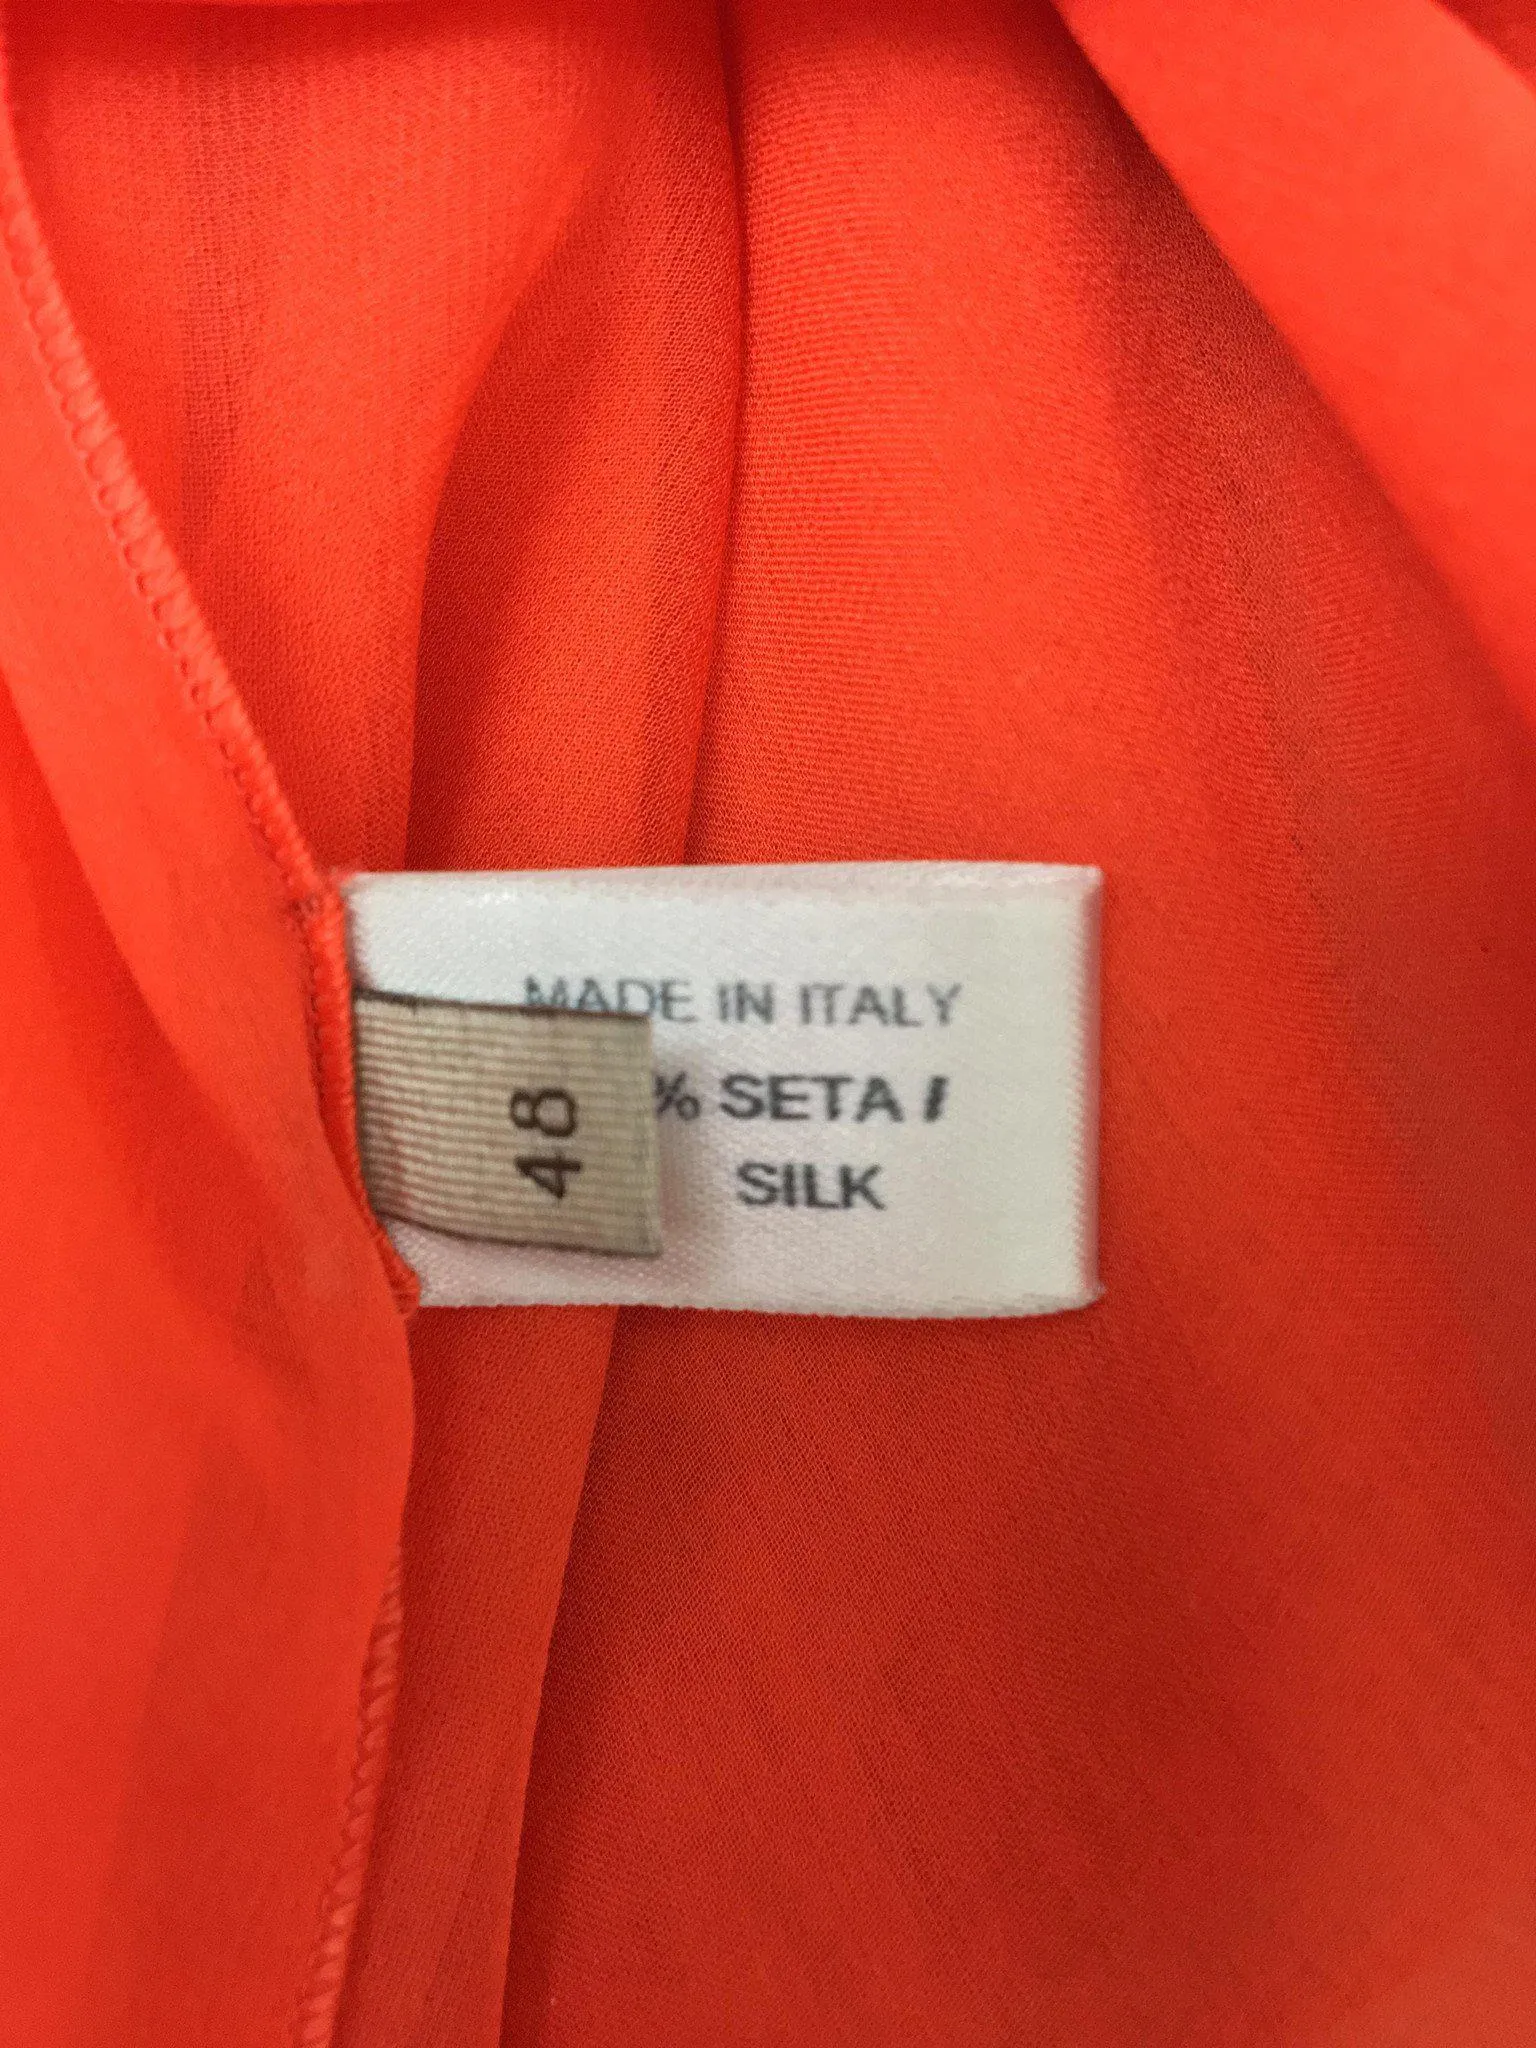 MADE IN ITALY
% SETA /
SILK
48